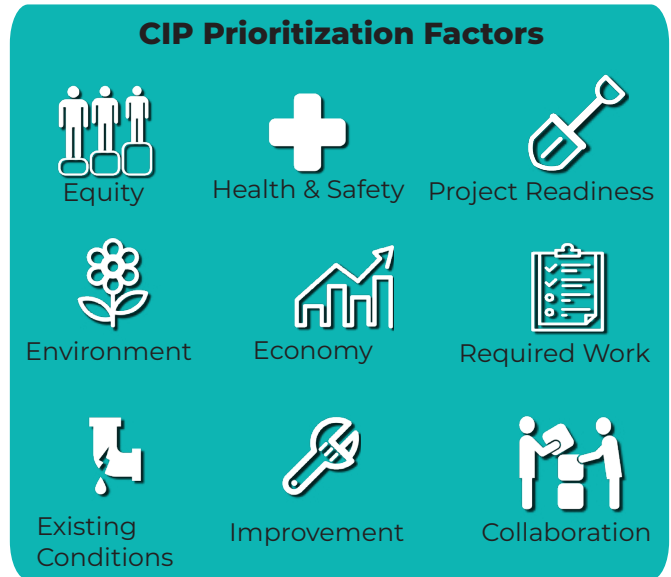 CIP Prioritization Factors
Equity
Health & Safety
Project Readiness
Environment
Economy
Required Work
Existing
Conditions
Improvement
Collaboration